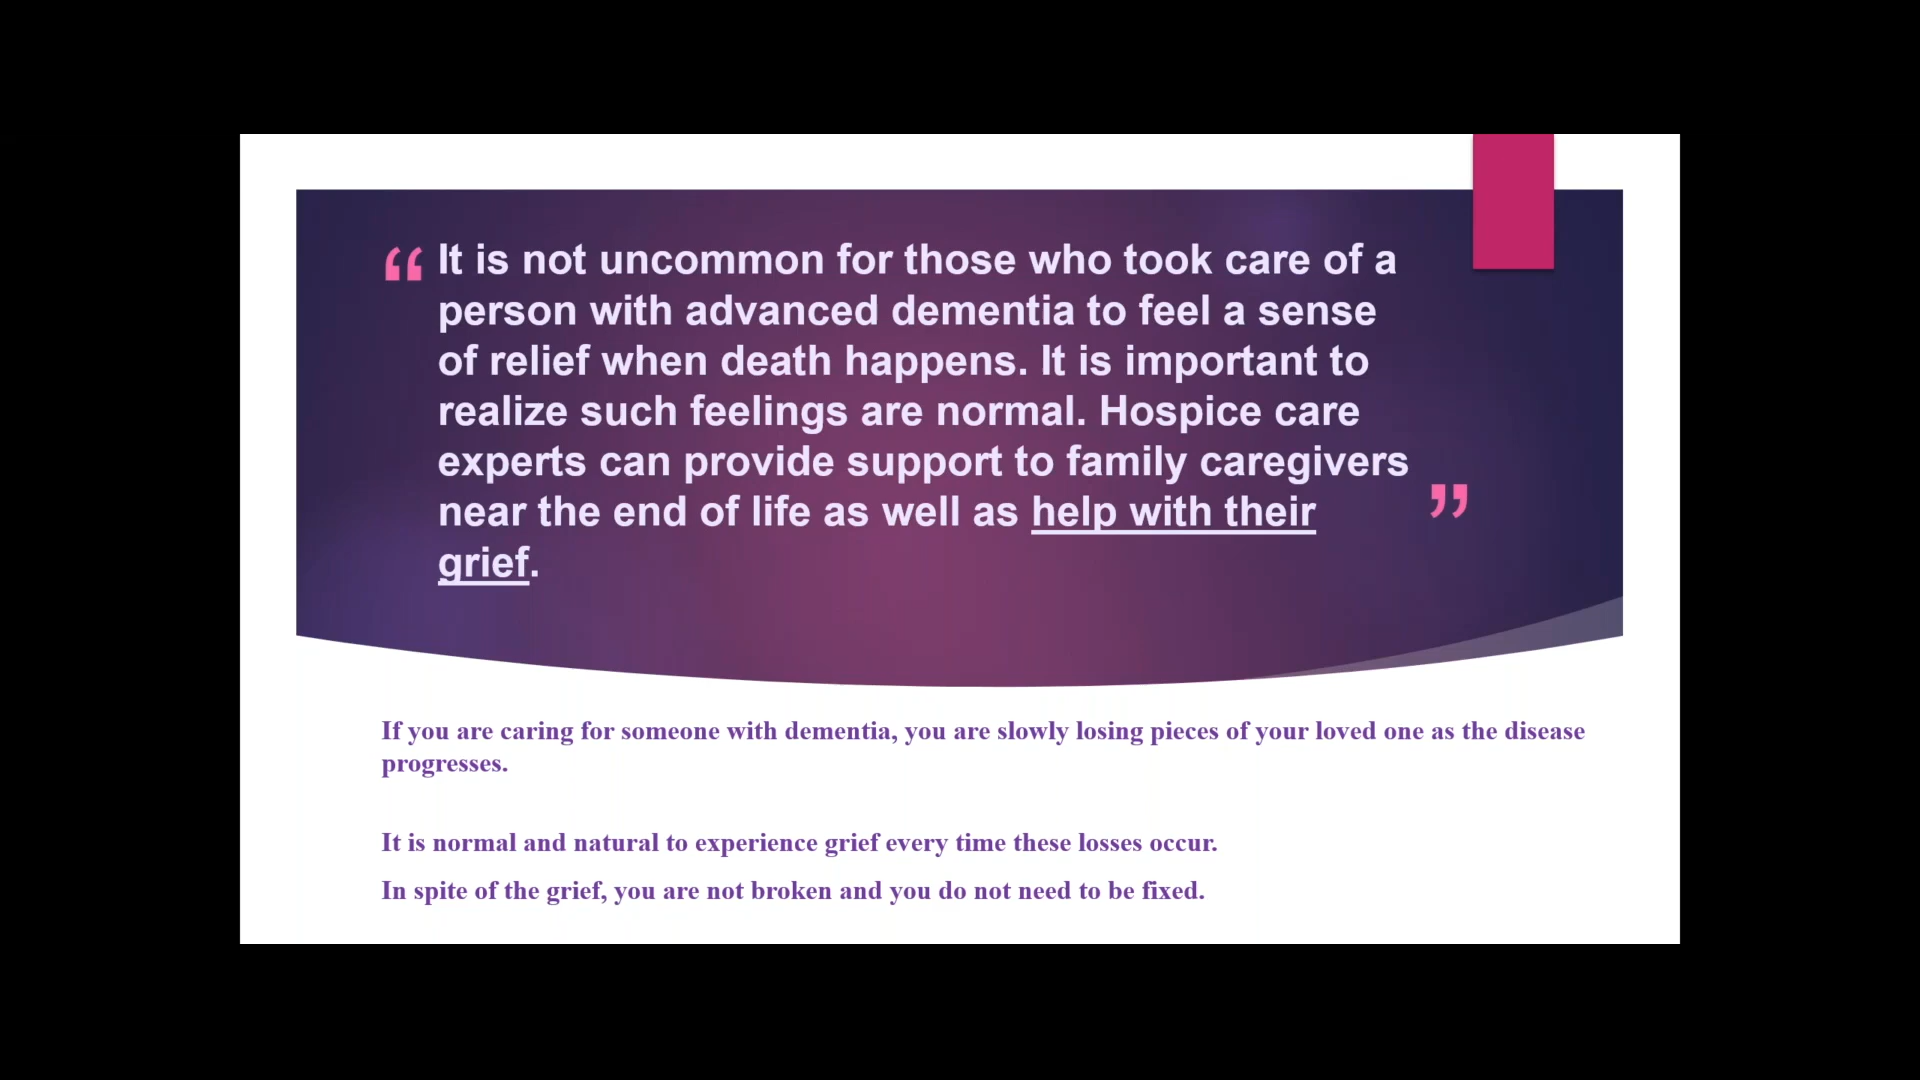 “ It is not uncommon for those who took care of a
person with advanced dementia to feel a sense
of relief when death happens. It is important to
realize such feelings are normal. Hospice care
experts can provide support to family caregivers
near the end of life as well as help with their ”
grief.
If you are caring for someone with dementia, you are slowly losing pieces of your loved one as the disease
progresses.
It is normal and natural to experience grief every time these losses occur.
In spite of the grief, you are not broken and you do not need to be fixed.